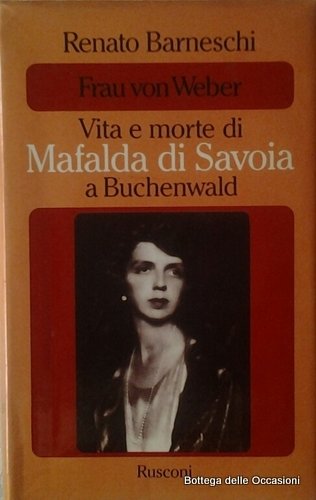 Renato Barneschi
Frau von Weber
Vita e morte di
Mafalda di Savoia
a Buchenwald
Rusconi
Bottega delle Occasioni